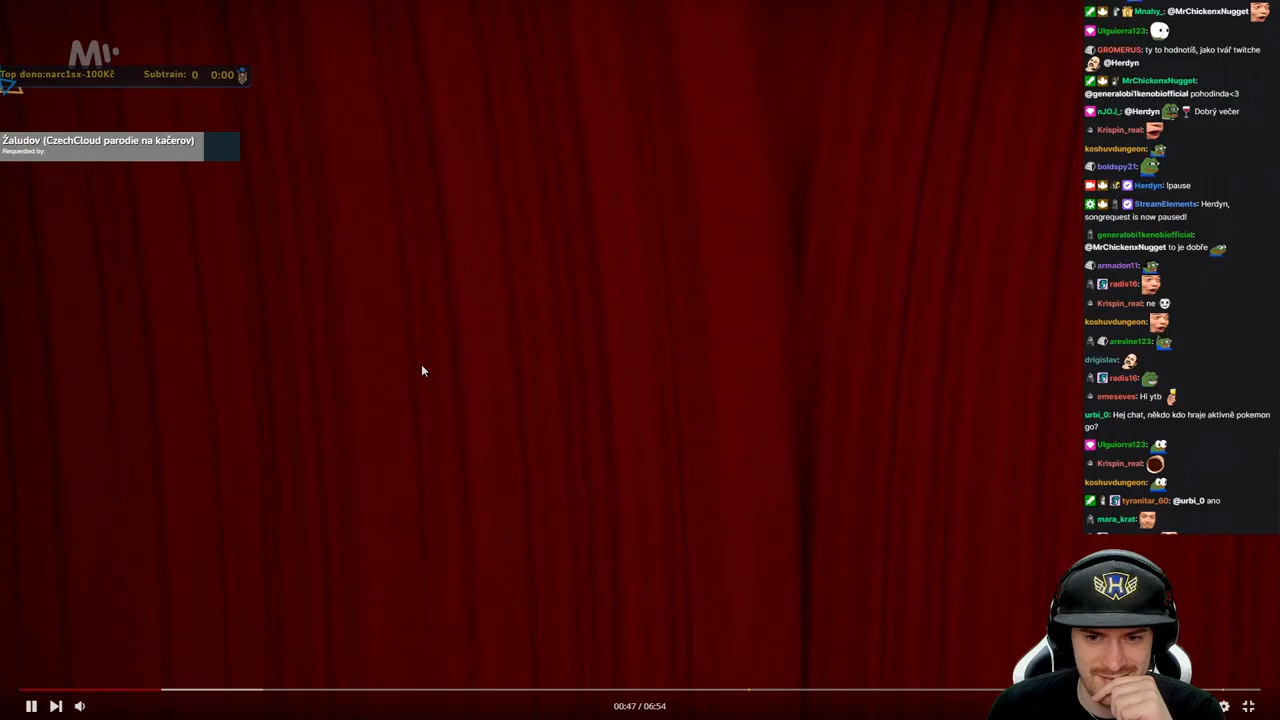 Mr.
Top dono:narc1sx-100Kč Subtrain: 0 0:00
Žaludov (CzechCloud parodie na kačerov)
Requested by:
Mnahy_: @MrChickenxNugget
Ulguiorra123:
GR0MERUS: ty to hodnotíš, jako tvář twitche
@Herdyn
MrChickenxNugget:
@generalobi1kenobiofficial pohodinda<3
nJOJ_: @Herdyn Dobrý večer
Krispin_real:
koshuvdungeon:
boldspy21:
Herdyn: !pause
StreamElements: Herdyn,
songrequest is now paused!
generalobi1kenobiofficial:
@MrChickenxNugget to je dobře
armadon11:
radis16:
Krispin_real: ne
koshuvdungeon:
aresino123:
drigislav:
radis16:
emeseves: Hi ytb
urbi_0: Hej chat, někdo kdo hraje aktivně pokemon
go?
Ulguiorra123:
Krispin_real:
koshuvdungeon:
tyranitar_60: @urbi_0 ano
mara_krat:
H
00:47 / 06:54